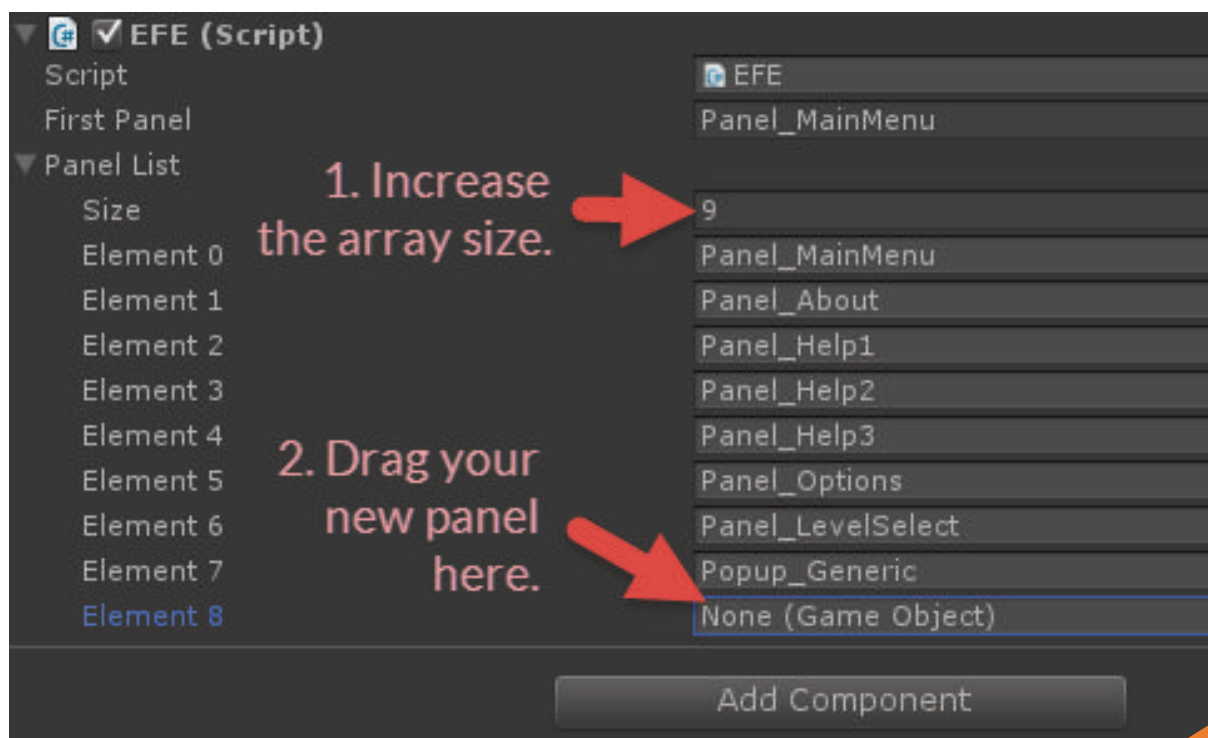 EFE (Script)
Script EFE
First Panel Panel_MainMenu
Panel List
1. Increase
the array size.
Size 9
Element 0 Panel_MainMenu
Element 1 Panel_About
Element 2 Panel_Help1
Element 3 Panel_Help2
Element 4 Panel_Help3
2. Drag your
new panel
here.
Element 5 Panel_Options
Element 6 Panel_LevelSelect
Element 7 Popup_Generic
Element 8 None (Game Object)
Add Component